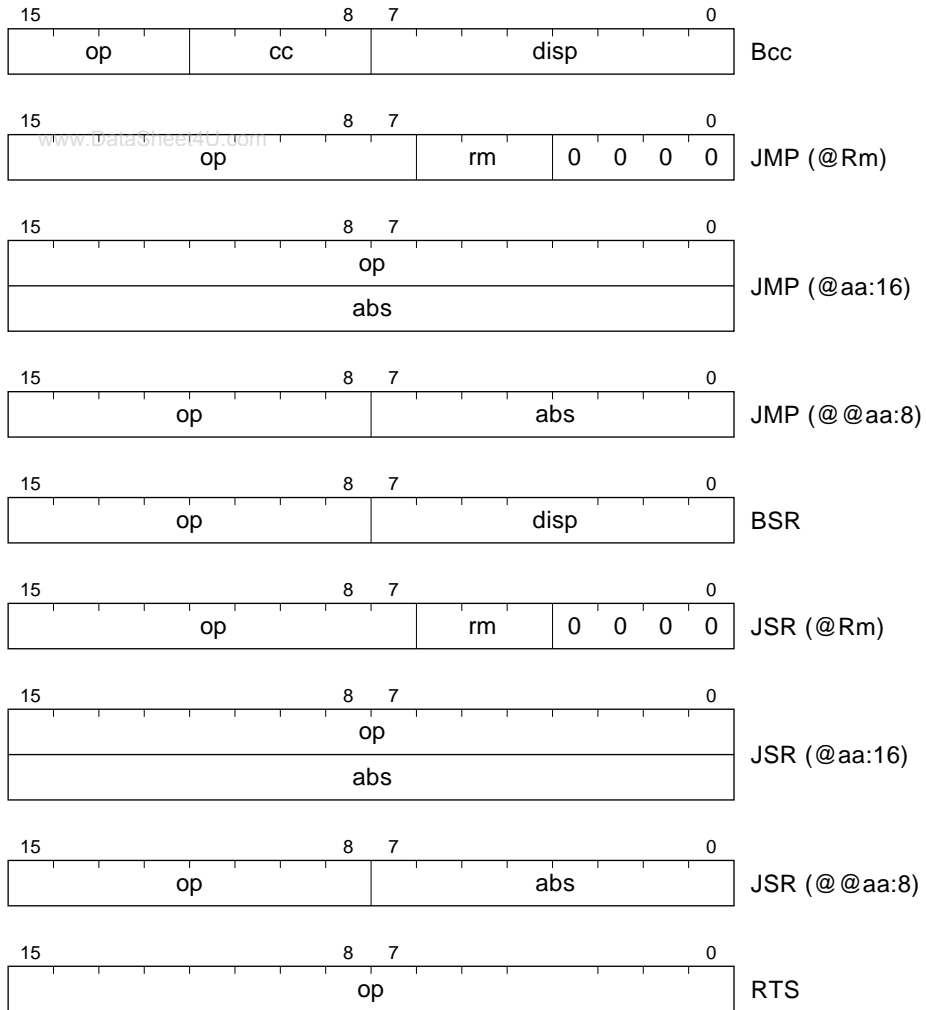 15 8 7 0
op cc disp Bcc
15 8 7 0
www.DataSheet4U.com
op rm 0 0 0 0 JMP (@Rm)
15 8 7 0
op
JMP (@aa:16)
abs
15 8 7 0
op abs JMP (@@aa:8)
15 8 7 0
op disp BSR
15 8 7 0
op rm 0 0 0 0 JSR (@Rm)
15 8 7 0
op
JSR (@aa:16)
abs
15 8 7 0
op abs JSR (@@aa:8)
15 8 7 0
op RTS